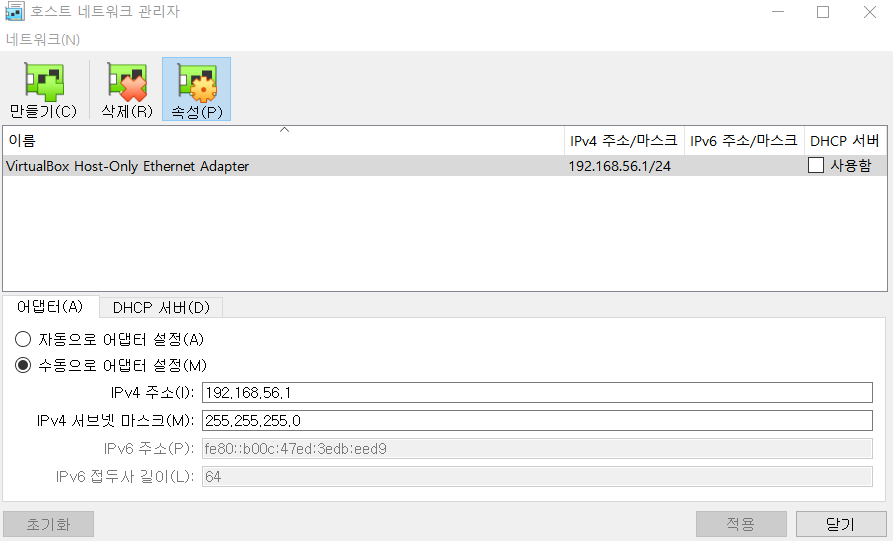 호스트 네트워크 관리자
네트워크(N)
만들기(C) 삭제(R) 속성(P)
이름 IPv4 주소/마스크 IPv6 주소/마스크 DHCP 서버
VirtualBox Host-Only Ethernet Adapter 192.168.56.1/24 사용함
어댑터(A) DHCP 서버(D)
자동으로 어댑터 설정(A)
수동으로 어댑터 설정(M)
IPv4 주소(I): 192.168.56.1
IPv4 서브넷 마스크(M): 255.255.255.0
IPv6 주소(P): fe80::b00c:47ed:3edb:eed9
IPv6 접두사 길이(L): 64
초기화 적용 닫기